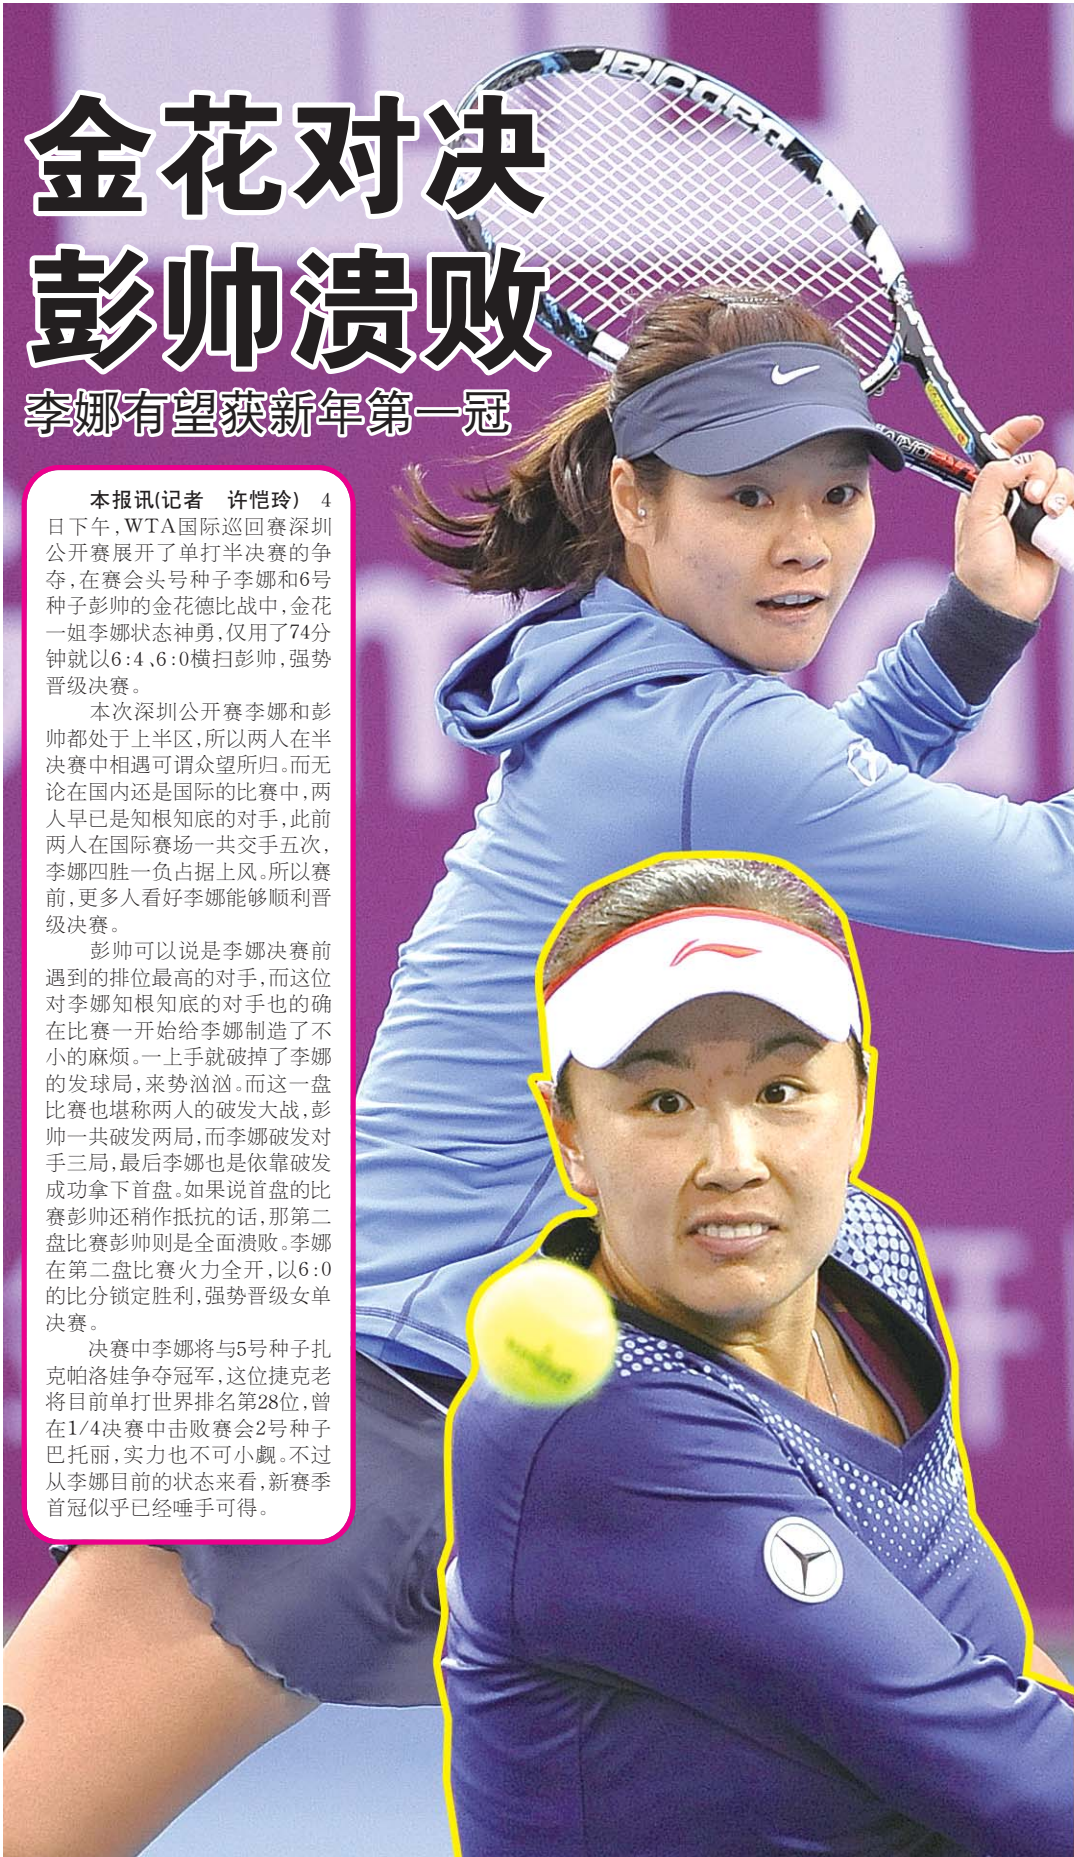 金花对决
彭帅溃败
李娜有望获新年第一冠
本报讯(记者 许恺玲) 4
日下午,WTA国际巡回赛深圳
公开赛展开了单打半决赛的争
夺,在赛会头号种子李娜和6号
种子彭帅的金花德比战中,金花
一姐李娜状态神勇,仅用了74分
钟就以6:4、6:0横扫彭帅,强势
晋级决赛。
本次深圳公开赛李娜和彭
帅都处于上半区,所以两人在半
决赛中相遇可谓众望所归。而无
论在国内还是国际的比赛中,两
人早已是知根知底的对手,此前
两人在国际赛场一共交手五次,
李娜四胜一负占据上风。所以赛
前,更多人看好李娜能够顺利晋
级决赛。
彭帅可以说是李娜决赛前
遇到的排位最高的对手,而这位
对李娜知根知底的对手也的确
在比赛一开始给李娜制造了不
小的麻烦。一上手就破掉了李娜
的发球局,来势汹汹。而这一盘
比赛也堪称两人的破发大战,彭
帅一共破发两局,而李娜破发对
手三局,最后李娜也是依靠破发
成功拿下首盘。如果说首盘的比
赛彭帅还稍作抵抗的话,那第二
盘比赛彭帅则是全面溃败。李娜
在第二盘比赛火力全开,以6:0
的比分锁定胜利,强势晋级女单
决赛。
决赛中李娜将与5号种子扎
克帕洛娃争夺冠军,这位捷克老
将目前单打世界排名第28位,曾
在1/4决赛中击败赛会2号种子
巴托丽,实力也不可小觑。不过
从李娜目前的状态来看,新赛季
首冠似乎已经唾手可得。
Babolat